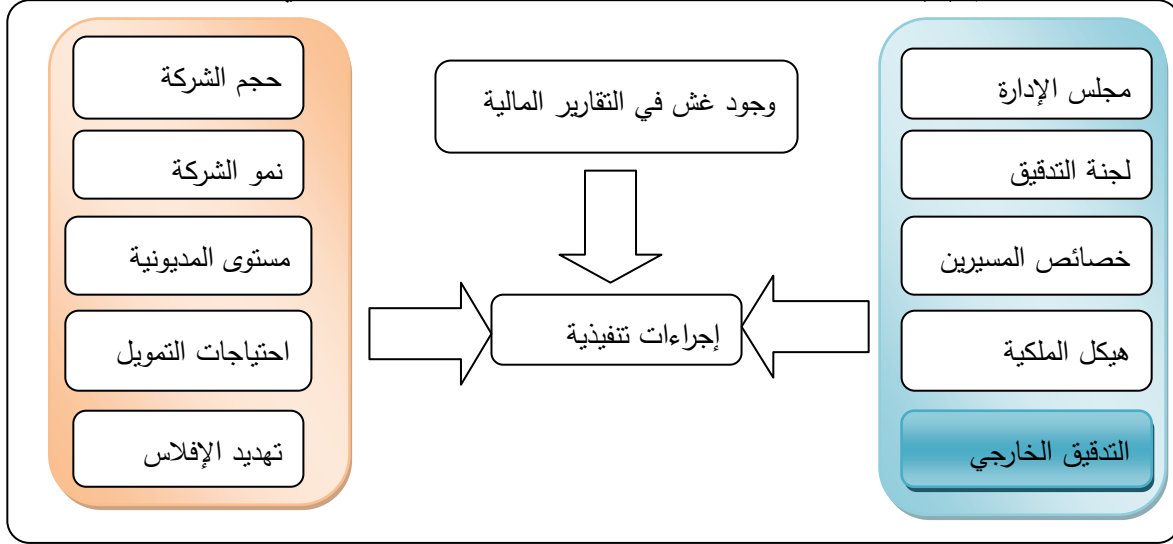 مجلس الإدارة
لجنة التدقيق
خصائص المسيرين
هيكل الملكية
التدقيق الخارجي
وجود غش في التقارير المالية
إجراءات تنفيذية
حجم الشركة
نمو الشركة
مستوى المديونية
احتياجات التمويل
تهديد الإفلاس